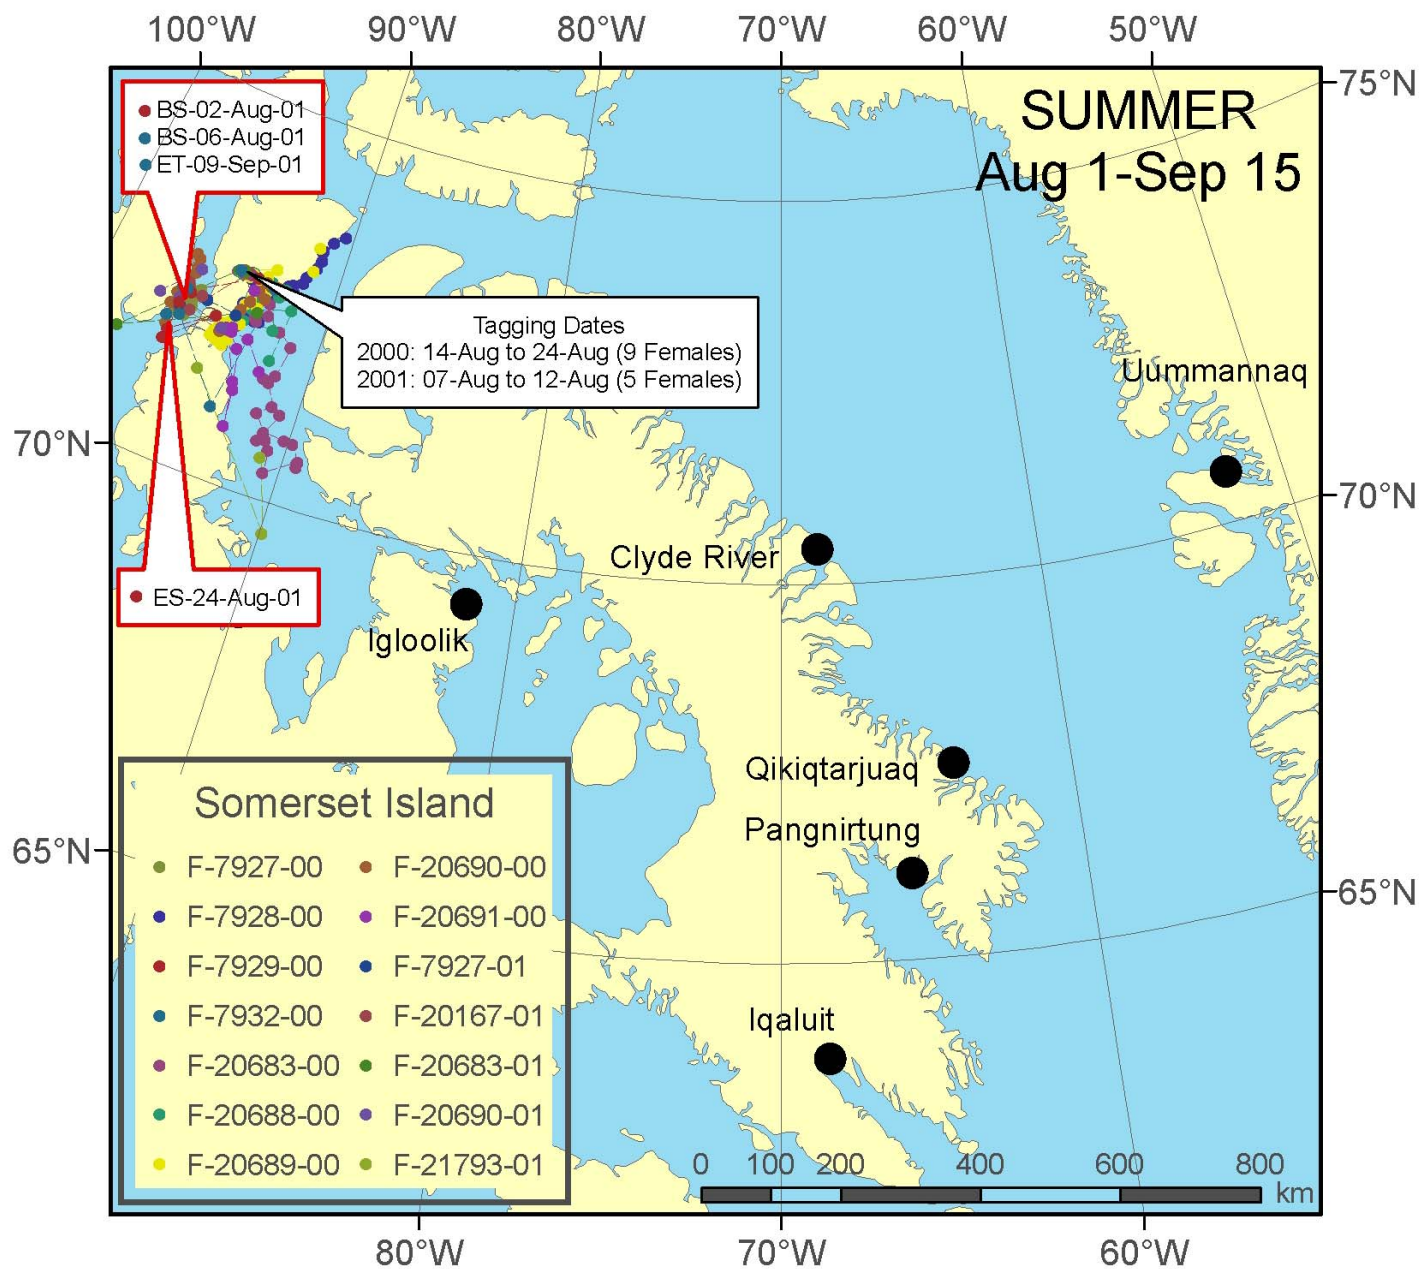 100°W 90°W 80°W 70°W 60°W 50°W
75°N
SUMMER
Aug 1-Sep 15
BS-02-Aug-01
BS-06-Aug-01
ET-09-Sep-01
Tagging Dates
2000: 14-Aug to 24-Aug (9 Females)
2001: 07-Aug to 12-Aug (5 Females)
Uummannaq
70°N
70°N
Clyde River
ES-24-Aug-01
Igloolik
Qikiqtarjuaq
Pangnirtung
65°N
65°N
Iqaluit
Somerset Island
F-7927-00 F-20690-00
F-7928-00 F-20691-00
F-7929-00 F-7927-01
F-7932-00 F-20167-01
F-20683-00 F-20683-01
F-20688-00 F-20690-01
F-20689-00 F-21793-01
0 100 200 400 600 800
km
80°W 70°W 60°W